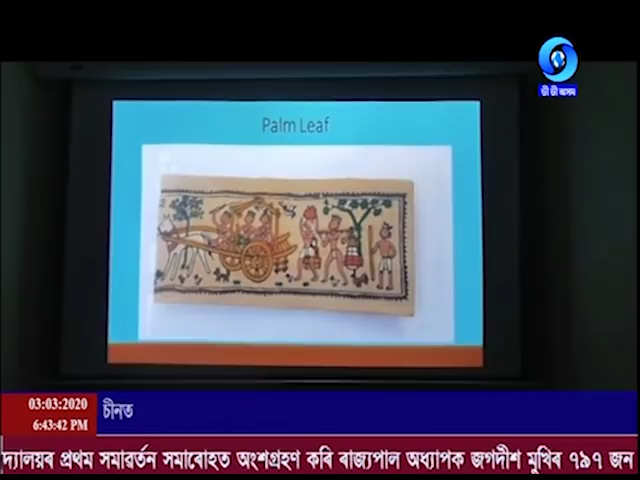 ডী ডী অসম
Palm Leaf
03:03:2020
6:43:42 PM
চীনত
দ্যালয়ৰ প্ৰথম সমাৱৰ্তন সমাৰোহত অংশগ্ৰহণ কৰি ৰাজ্যপাল অধ্যাপক জগদীশ মুখিৰ ৭৯৭ জন